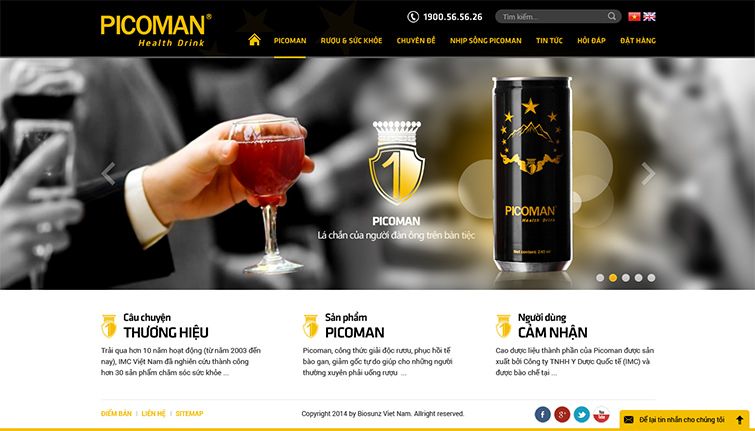 PICOMAN®
Health Drink
1900.56.56.26
Tìm kiếm...
PICOMAN RƯỢU & SỨC KHỎE CHUYÊN ĐỀ NHỊP SỐNG PICOMAN TIN TỨC HỎI ĐÁP ĐẶT HÀNG
1
PICOMAN
Lá chắn của người đàn ông trên bàn tiệc
1
PICOMAN
Health Drink
Net content: 240 ml
Câu chuyện
THƯƠNG HIỆU
Trải qua hơn 10 năm hoạt động (từ năm 2003 đến
nay), IMC Việt Nam đã nghiên cứu thành công
hơn 30 sản phẩm chăm sóc sức khỏe ...
Sản phẩm
PICOMAN
Picoman, công thức giải độc rượu, phục hồi tế
bào gan, giảm gốc tự do giúp cho những người
thường xuyên phải uống rượu ...
Người dùng
CẢM NHẬN
Cao dược liệu thành phần của Picoman được sản
xuất bởi Công ty TNHH Y Dược Quốc tế (IMC) và
được bào chế tại ...
ĐIỂM BÁN | LIÊN HỆ | SITEMAP
Copyright 2014 by Biosunz Viet Nam. Allright reserved.
You Tube
Để lại tin nhắn cho chúng tôi